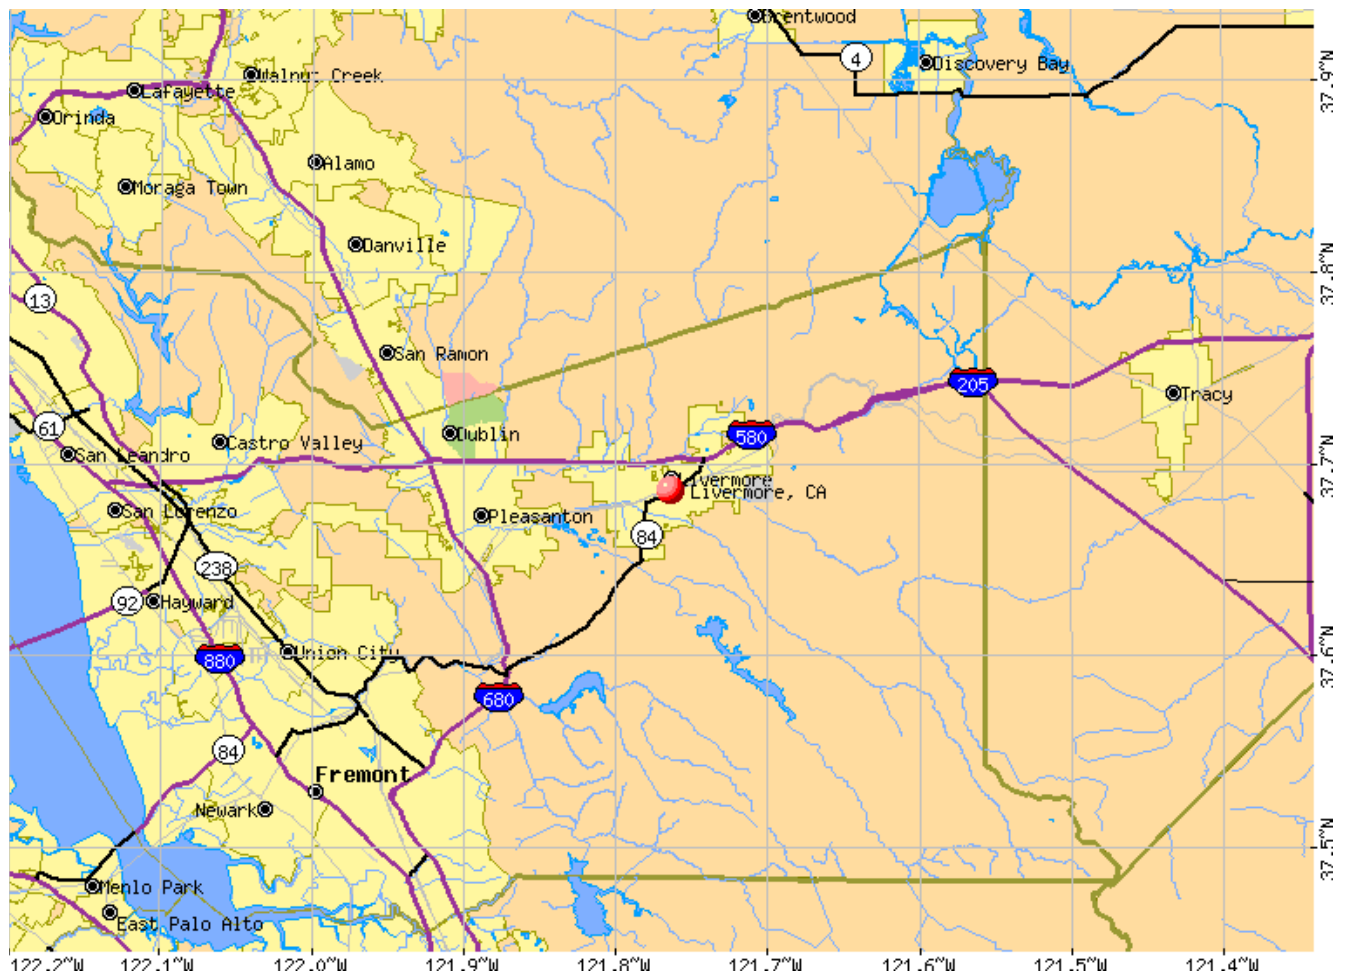 Brentwood
4
Discovery Bay
37.9°N
Walnut Creek
Lafayette
Orinda
Alamo
Moraga Town
Danville
37.8°N
13
San Ramon
205
Tracy
61
Dublin
580
Castro Valley
San Leandro
37.7°N
Livermore
Livermore, CA
San Lorenzo
Pleasanton
84
238
92
Hayward
Union City
880
37.6°N
680
84
Fremont
Newark
37.5°N
Menlo Park
East Palo Alto
122.2°W 122.1°W 122.0°W 121.9°W 121.8°W 121.7°W 121.6°W 121.5°W 121.4°W